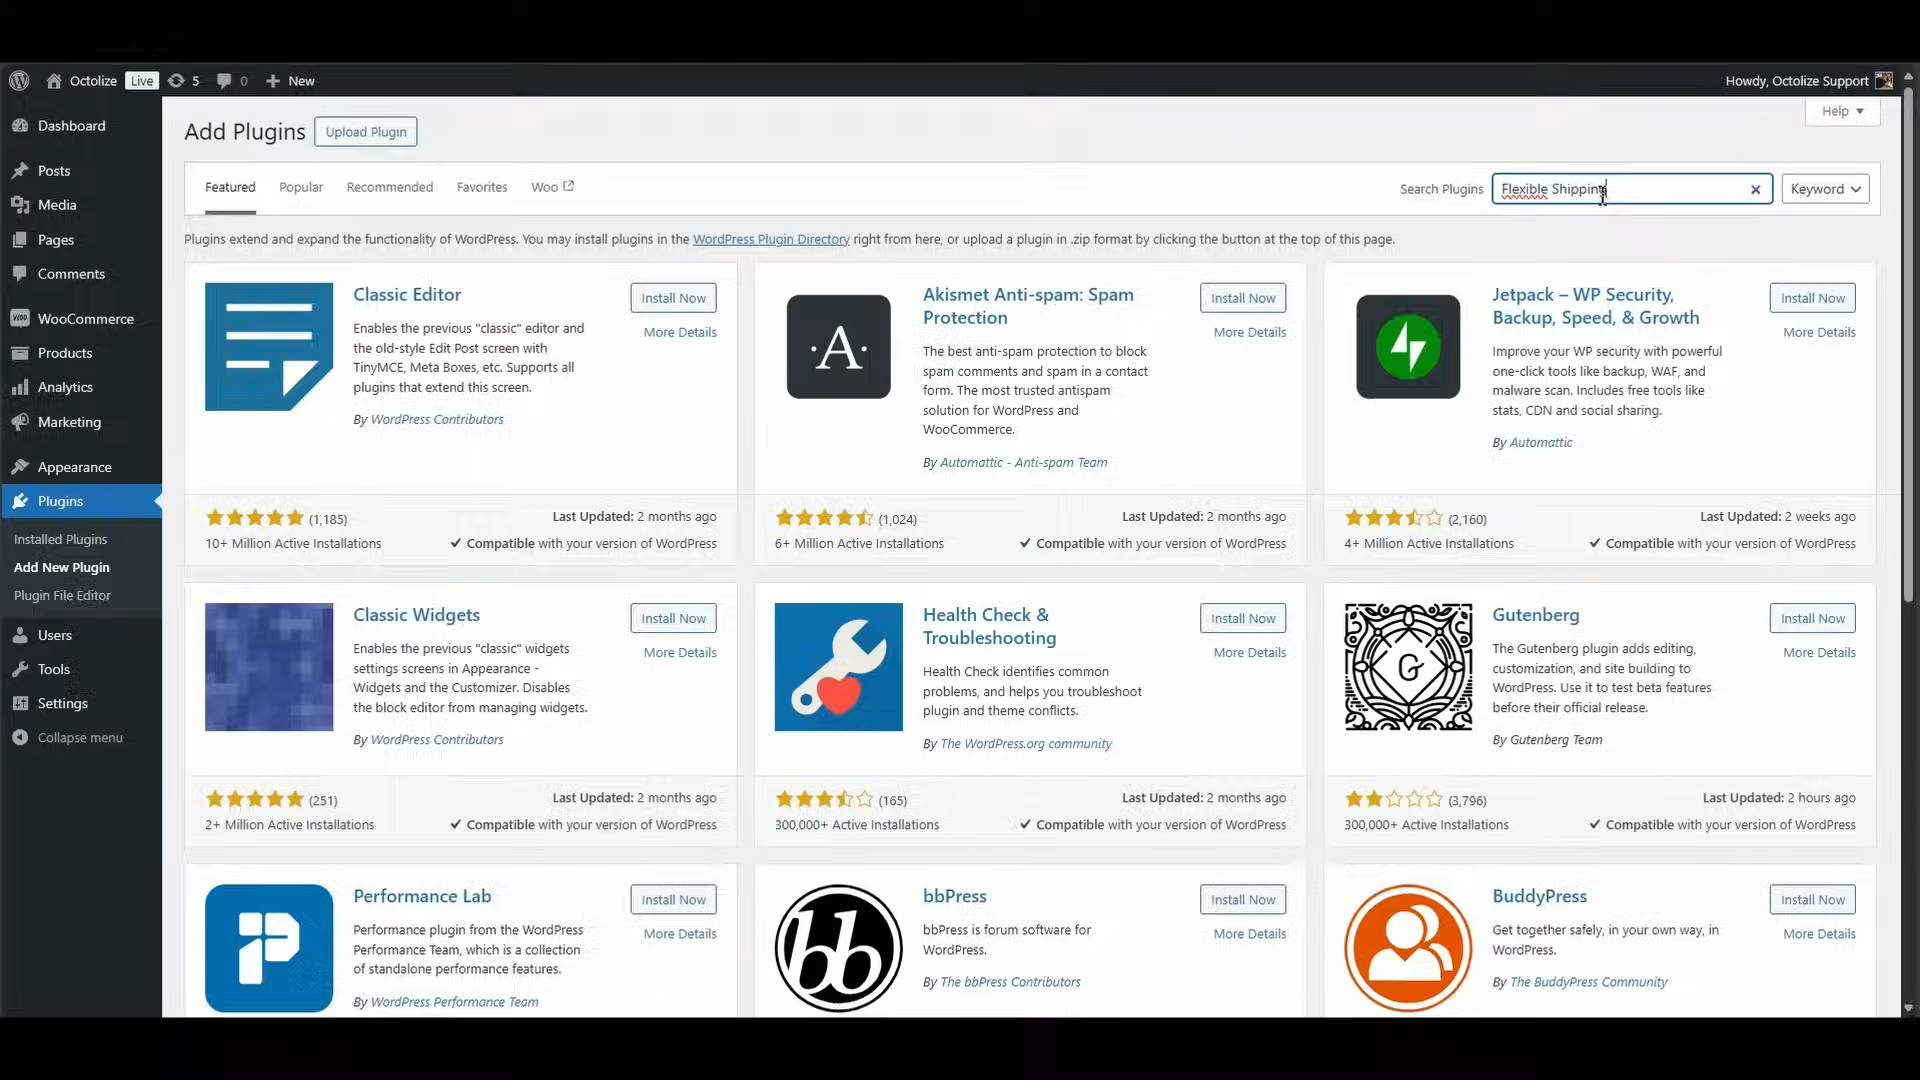 Octolize Live 5 0 New
Howdy, Octolize Support
Dashboard
Posts
Media
Pages
Comments
WooCommerce
Products
Analytics
Marketing
Appearance
Plugins
Installed Plugins
Add New Plugin
Plugin File Editor
Users
Tools
Settings
Collapse menu
Help
Add Plugins Upload Plugin
Featured Popular Recommended Favorites Woo
Search Plugins Flexible Shipping Keyword
Plugins extend and expand the functionality of WordPress. You may install plugins in the WordPress Plugin Directory right from here, or upload a plugin in .zip format by clicking the button at the top of this page.
Classic Editor
Install Now
More Details
Enables the previous "classic" editor and
the old-style Edit Post screen with
TinyMCE, Meta Boxes, etc. Supports all
plugins that extend this screen.
By WordPress Contributors
(1,185)
Last Updated: 2 months ago
10+ Million Active Installations
Compatible with your version of WordPress
·A·
Akismet Anti-spam: Spam
Protection
Install Now
More Details
The best anti-spam protection to block
spam comments and spam in a contact
form. The most trusted antispam
solution for WordPress and
WooCommerce.
By Automattic - Anti-spam Team
(1,024)
Last Updated: 2 months ago
6+ Million Active Installations
Compatible with your version of WordPress
Jetpack – WP Security,
Backup, Speed, & Growth
Install Now
More Details
Improve your WP security with powerful
one-click tools like backup, WAF, and
malware scan. Includes free tools like
stats, CDN and social sharing.
By Automattic
(2,160)
Last Updated: 2 weeks ago
4+ Million Active Installations
Compatible with your version of WordPress
Classic Widgets
Install Now
More Details
Enables the previous "classic" widgets
settings screens in Appearance -
Widgets and the Customizer. Disables
the block editor from managing widgets.
By WordPress Contributors
(251)
Last Updated: 2 months ago
2+ Million Active Installations
Compatible with your version of WordPress
Health Check &
Troubleshooting
Install Now
More Details
Health Check identifies common
problems, and helps you troubleshoot
plugin and theme conflicts.
By The WordPress.org community
(165)
Last Updated: 2 months ago
300,000+ Active Installations
Compatible with your version of WordPress
G
Gutenberg
Install Now
More Details
The Gutenberg plugin adds editing,
customization, and site building to
WordPress. Use it to test beta features
before their official release.
By Gutenberg Team
(3,796)
Last Updated: 2 hours ago
300,000+ Active Installations
Compatible with your version of WordPress
Performance Lab
Install Now
More Details
Performance plugin from the WordPress
Performance Team, which is a collection
of standalone performance features.
By WordPress Performance Team
bb
bbPress
Install Now
More Details
bbPress is forum software for
WordPress.
By The bbPress Contributors
BuddyPress
Install Now
More Details
Get together safely, in your own way, in
WordPress.
By The BuddyPress Community